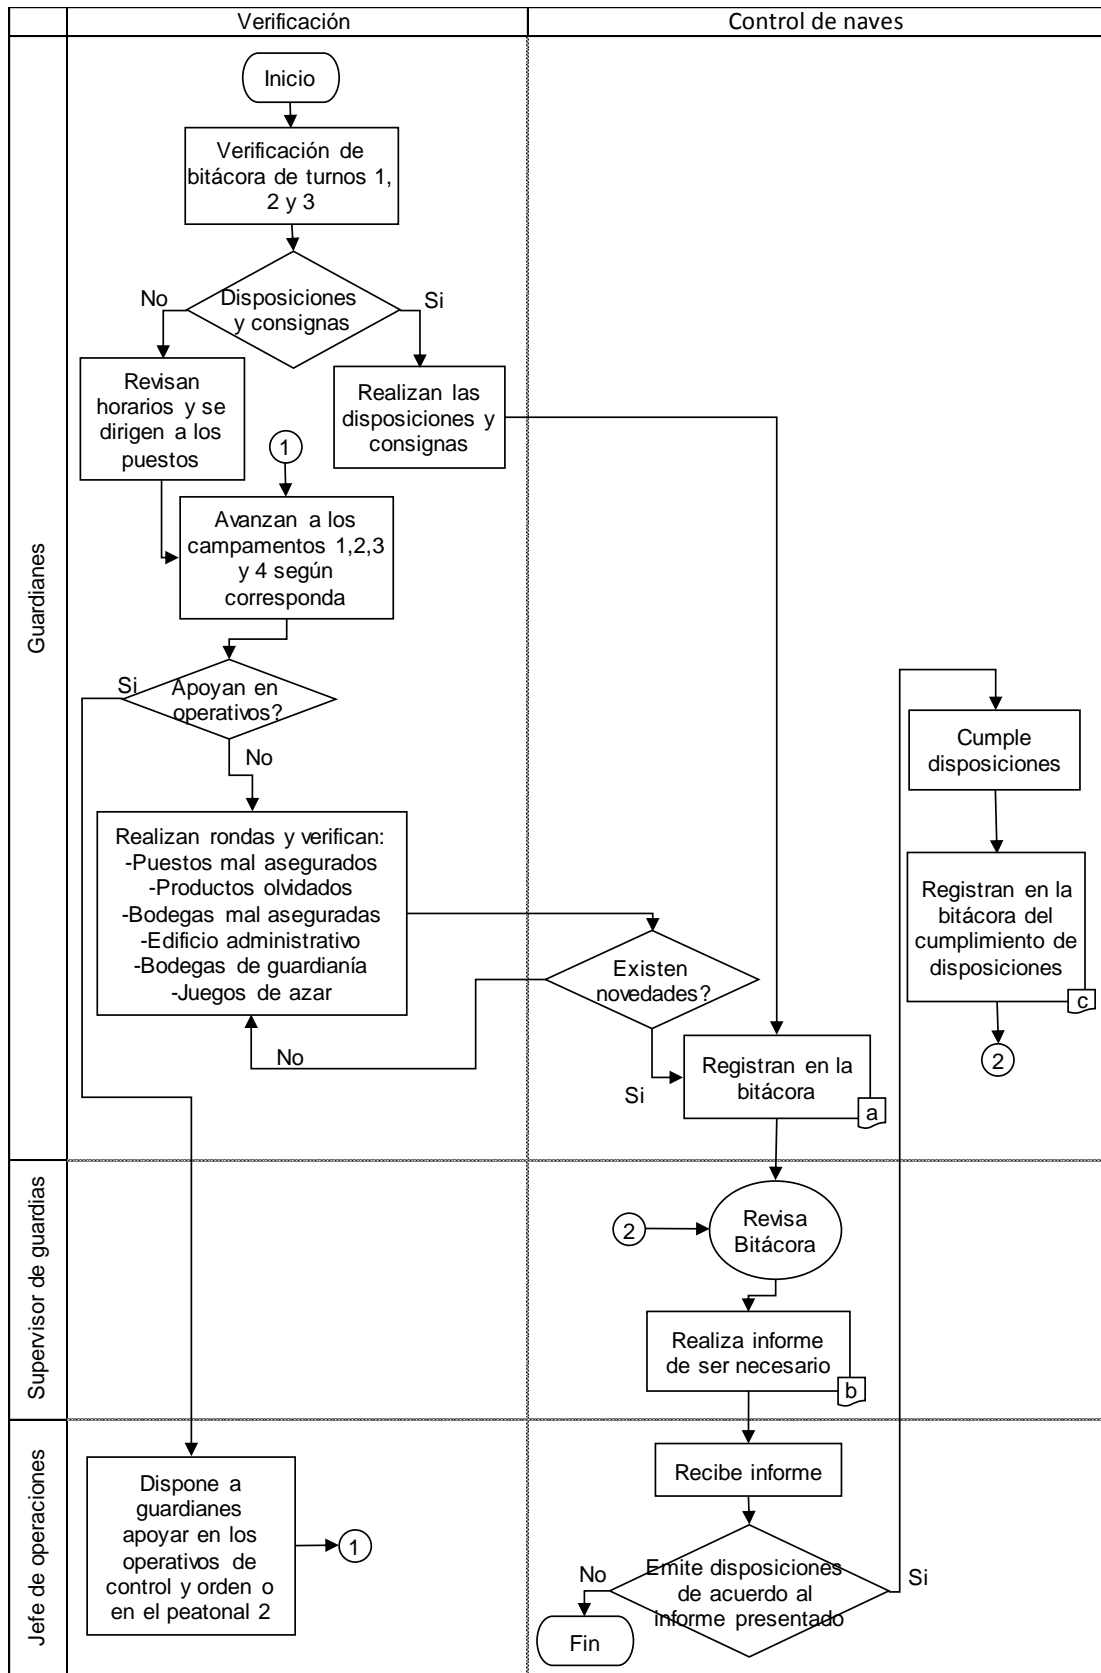 Verificación
Control de naves
Guardianes
Inicio
Verificación de
bitácora de turnos 1,
2 y 3
Disposiciones
y consignas
No
Si
Revisan
horarios y se
dirigen a los
puestos
Realizan las
disposiciones y
consignas
1
Avanzan a los
campamentos 1,2,3
y 4 según
corresponda
Apoyan en
operativos?
Si
No
Realizan rondas y verifican:
-Puestos mal asegurados
-Productos olvidados
-Bodegas mal aseguradas
-Edificio administrativo
-Bodegas de guardianía
-Juegos de azar
Existen
novedades?
No
Si
Registran en la
bitácora
a
Cumple
disposiciones
Registran en la
bitácora del
cumplimiento de
disposiciones
c
2
Supervisor de guardias
2
Revisa
Bitácora
Realiza informe
de ser necesario
b
Jefe de operaciones
Dispone a
guardianes
apoyar en los
operativos de
control y orden o
en el peatonal 2
1
Recibe informe
Emite disposiciones
de acuerdo al
informe presentado
No
Si
Fin